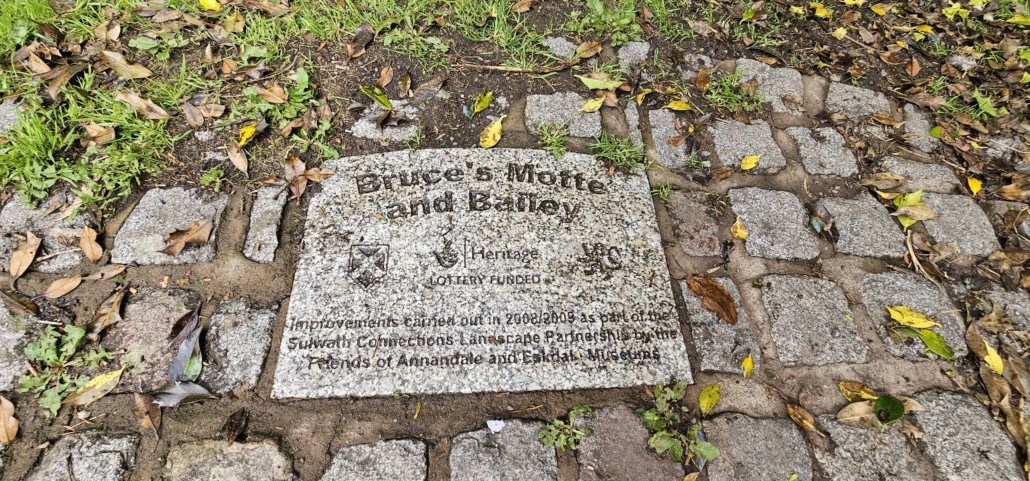 Bruce's Motte
and Bailey
Heritage
LOTTERY FUNDED
Improvements carried out in 2008/2009 as part of the
Sulwath Connections Landscape Partnership by the
Friends of Annandale and Eskdale Museums